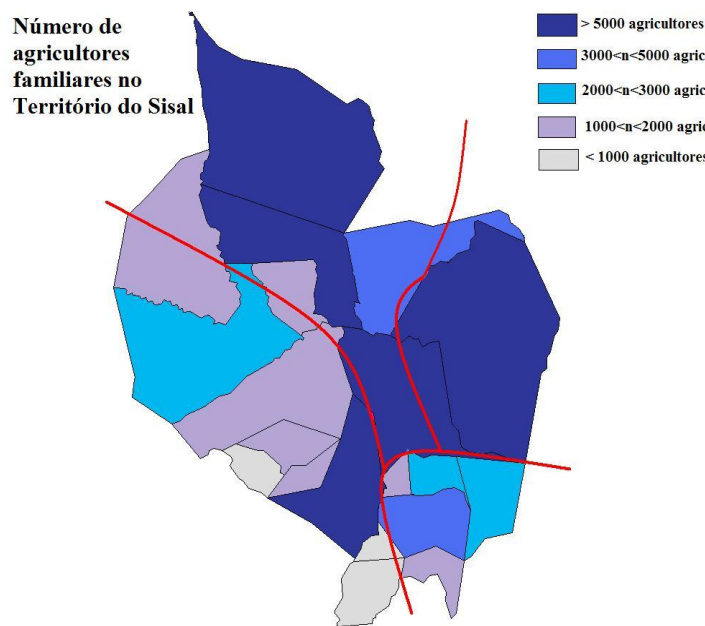 Número de
agricultores
familiares no
Território do Sisal
> 5000 agricultores
3000<n<5000 agric
2000<n<3000 agric
1000<n<2000 agric
< 1000 agricultores